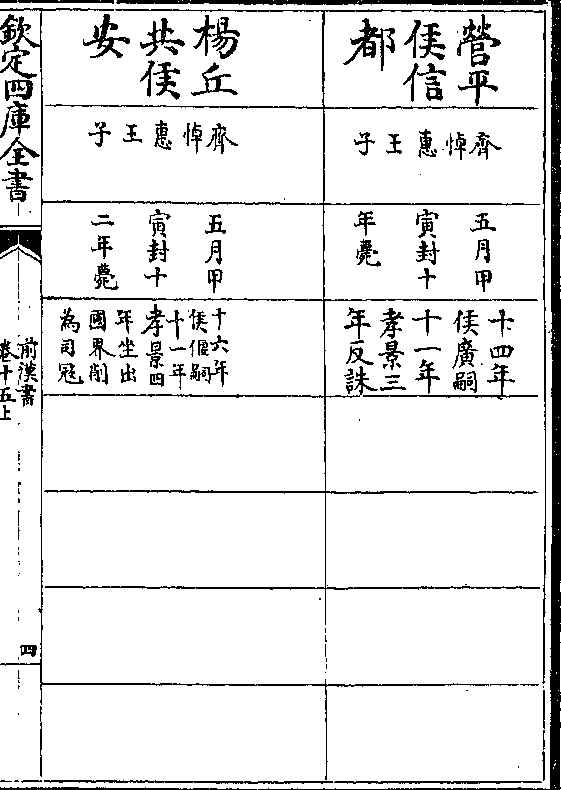 營平
侯信
都
齊悼惠王子
五月甲
寅封十
年薨
十四年
侯廣嗣
十一年
孝景三
年反誅
楊丘
共侯
安
齊悼惠王子
五月甲
寅封十
二年薨
十六年
侯偃嗣
十一年
孝景四
年坐出
國界削
為司冦
欽定四庫全書
前漢書
卷十五上
四